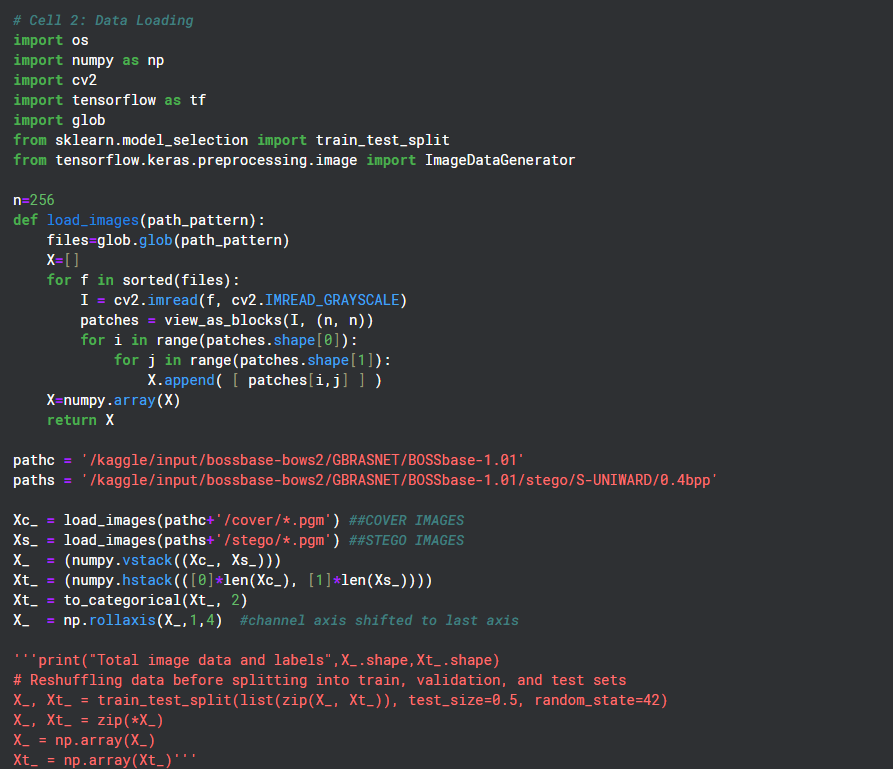 # Cell 2: Data Loading
import os
import numpy as np
import cv2
import tensorflow as tf
import glob
from sklearn.model_selection import train_test_split
from tensorflow.keras.preprocessing.image import ImageDataGenerator

n=256
def load_images(path_pattern):
    files=glob.glob(path_pattern)
    X=[]
    for f in sorted(files):
        I = cv2.imread(f, cv2.IMREAD_GRAYSCALE)
        patches = view_as_blocks(I, (n, n))
        for i in range(patches.shape[0]):
            for j in range(patches.shape[1]):
                X.append( [ patches[i,j] ] )
    X=numpy.array(X)
    return X

pathc = '/kaggle/input/bossbase-bows2/GBRASNET/BOSSbase-1.01'
paths = '/kaggle/input/bossbase-bows2/GBRASNET/BOSSbase-1.01/stego/S-UNIWARD/0.4bpp'

Xc_ = load_images(pathc+'/cover/*.pgm') ##COVER IMAGES
Xs_ = load_images(paths+'/stego/*.pgm') ##STEGO IMAGES
X_  = (numpy.vstack((Xc_, Xs_)))
Xt_ = (numpy.hstack(([0]*len(Xc_), [1]*len(Xs_))))
Xt_ = to_categorical(Xt_, 2)
X_  = np.rollaxis(X_,1,4)  #channel axis shifted to last axis

'''print("Total image data and labels",X_.shape,Xt_.shape)
# Reshuffling data before splitting into train, validation, and test sets
X_, Xt_ = train_test_split(list(zip(X_, Xt_)), test_size=0.5, random_state=42)
X_, Xt_ = zip(*X_)
X_ = np.array(X_)
Xt_ = np.array(Xt_)'''